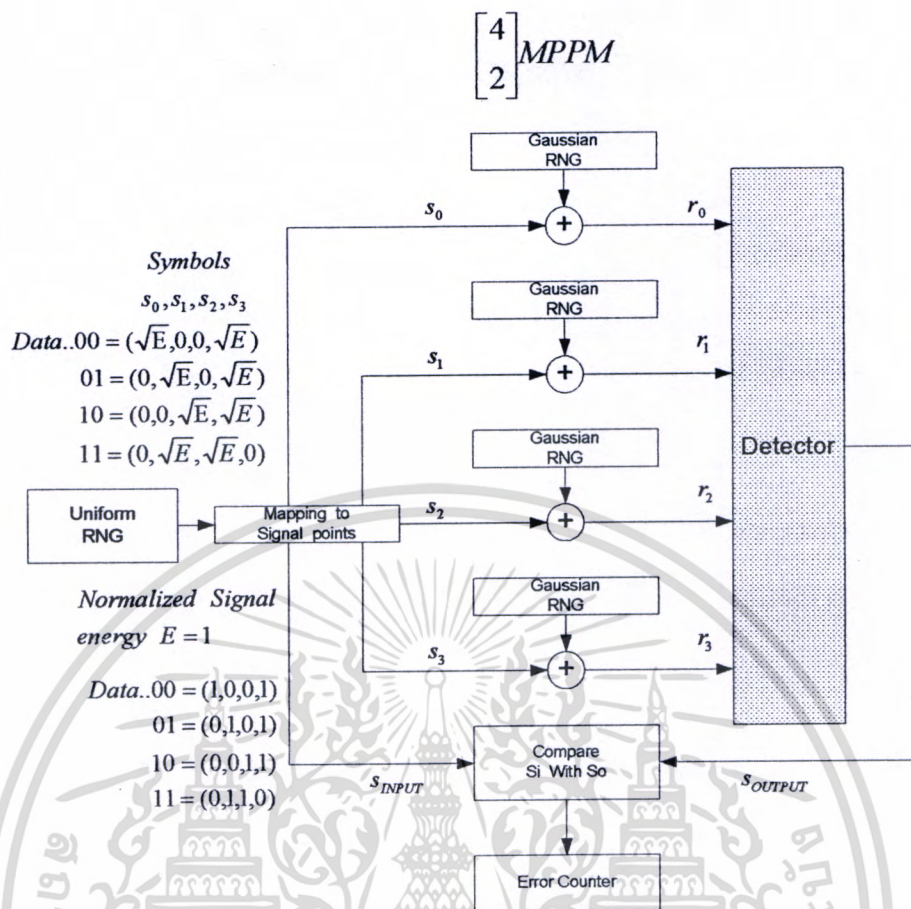 [4 2] MPPM
Gaussian
RNG
s₀
+
r₀
Symbols
s₀,s₁,s₂,s₃
Data..00 = (√E,0,0,√E)
01 = (0,√E,0,√E)
10 = (0,0,√E,√E)
11 = (0,√E,√E,0)
Gaussian
RNG
s₁
+
r₁
Gaussian
RNG
s₂
+
r₂
Detector
Uniform
RNG
Mapping to
Signal points
Normalized Signal
energy E = 1
Data..00 = (1,0,0,1)
01 = (0,1,0,1)
10 = (0,0,1,1)
11 = (0,1,1,0)
Gaussian
RNG
s₃
+
r₃
Compare
Si With So
s_INPUT
s_OUTPUT
Error Counter